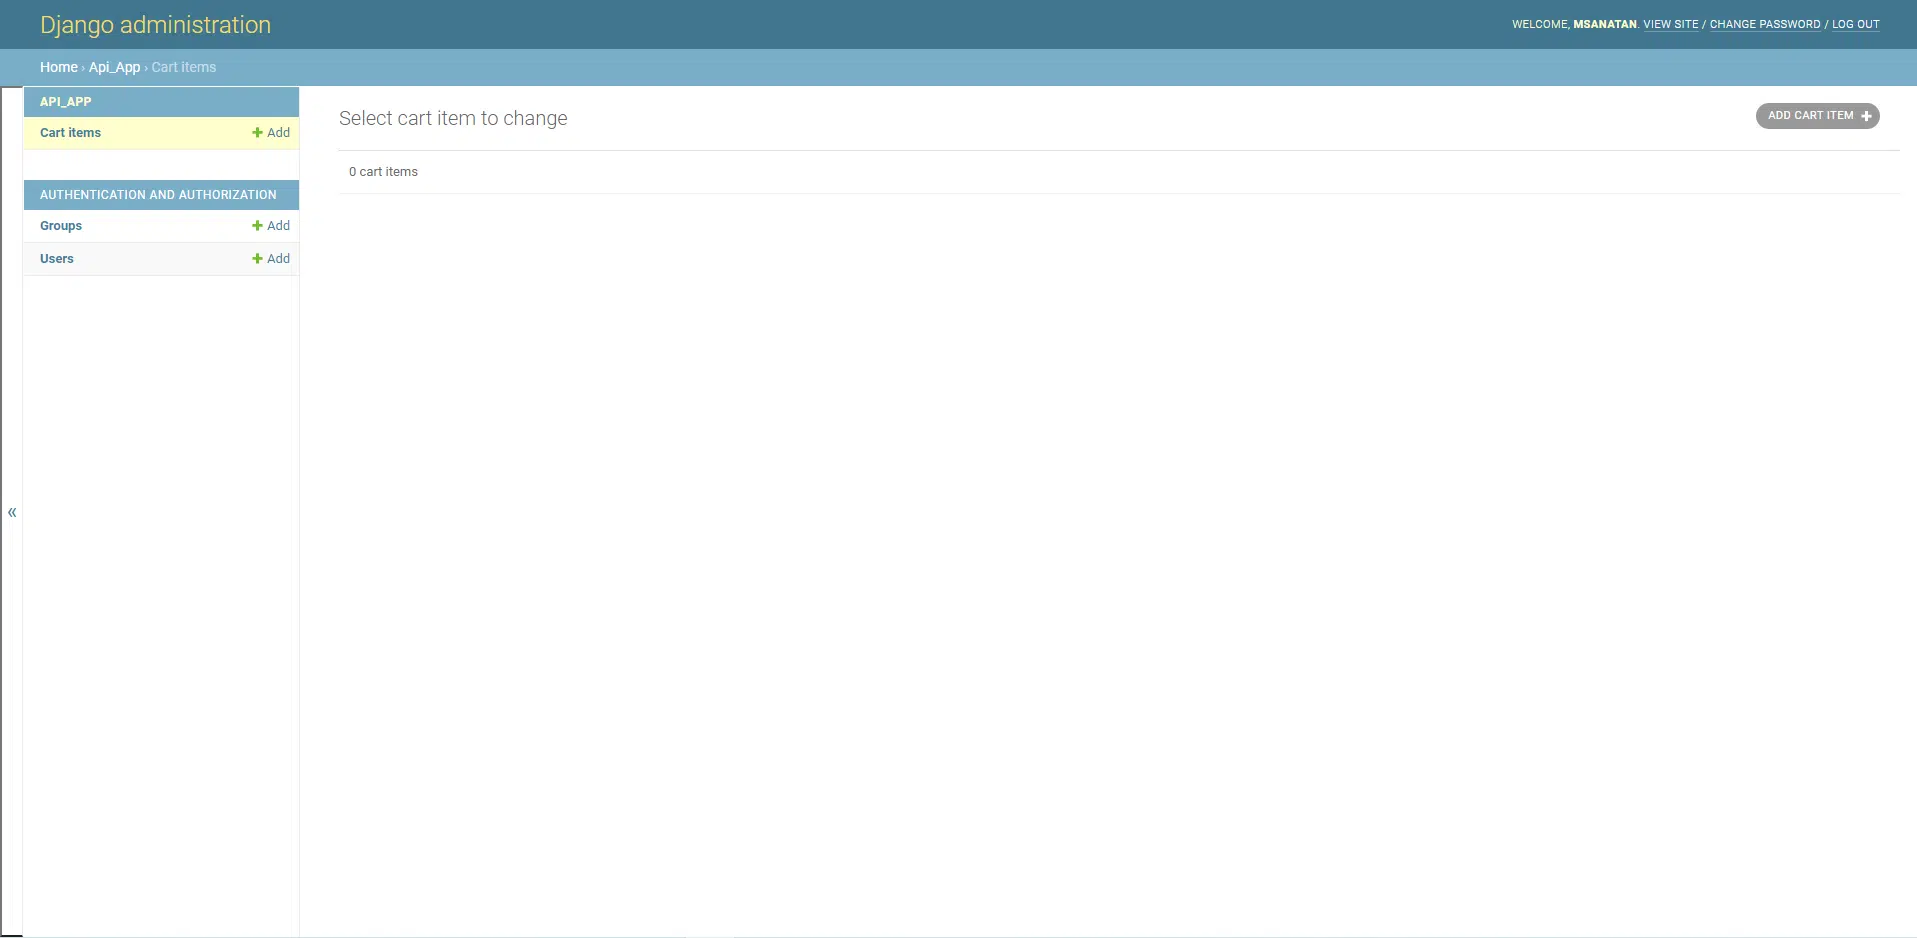 Django administration
WELCOME, MSANATAN. VIEW SITE / CHANGE PASSWORD / LOG OUT
Home › Api_App › Cart items
API_APP
Cart items + Add
AUTHENTICATION AND AUTHORIZATION
Groups + Add
Users + Add
«
Select cart item to change
ADD CART ITEM +
0 cart items